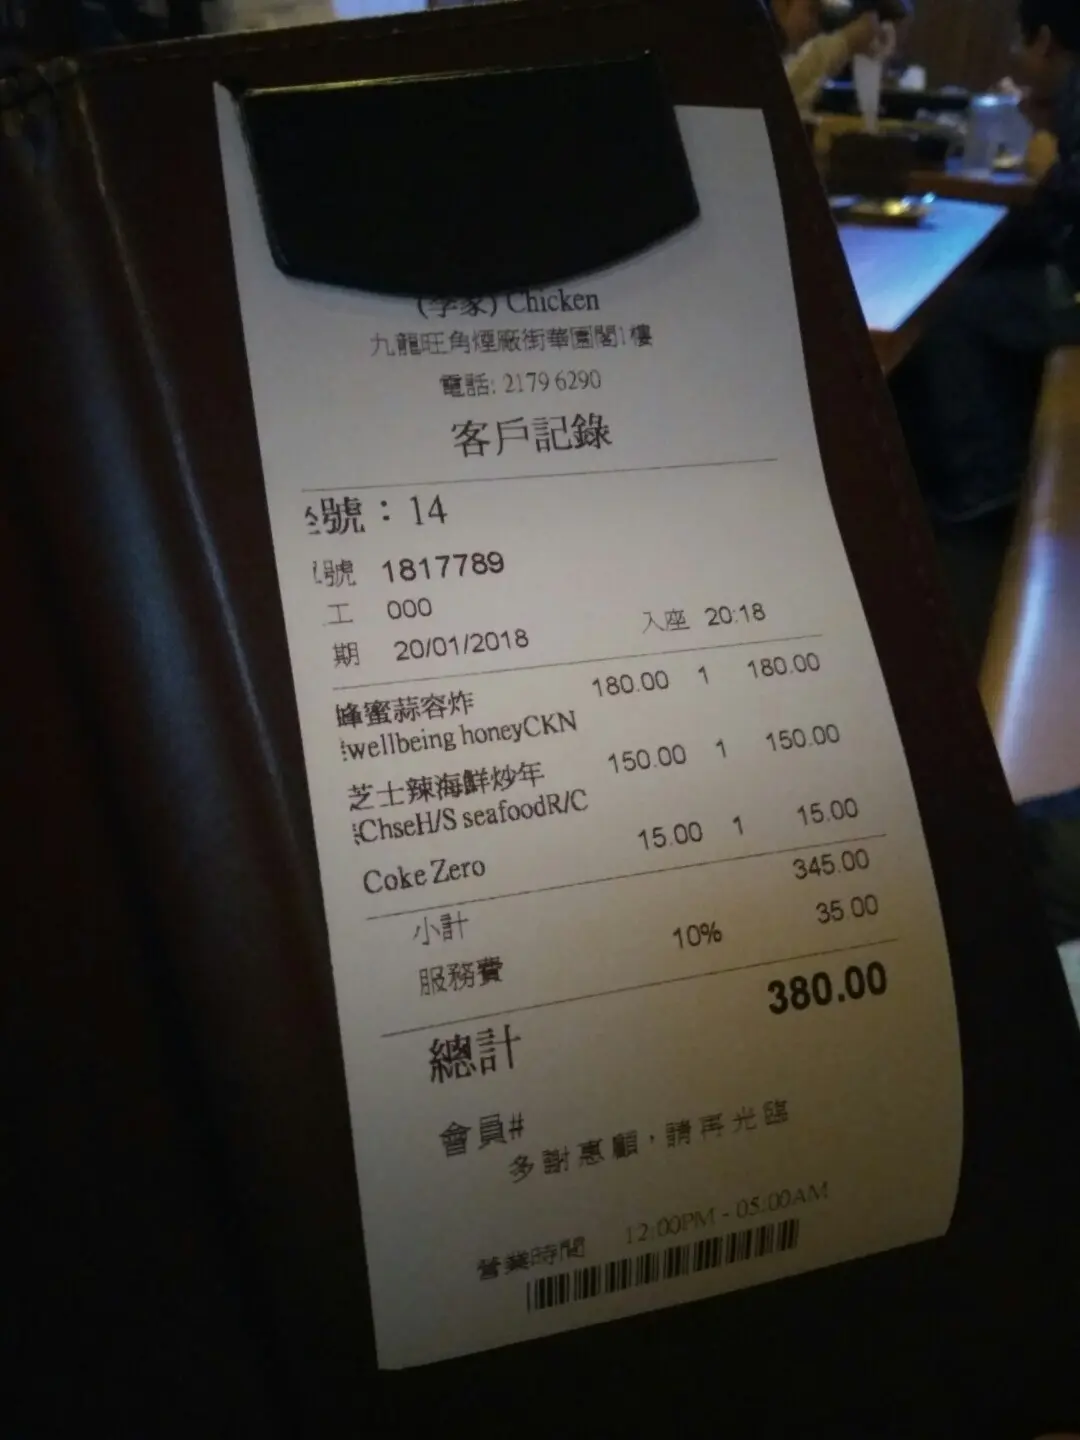 (李家) Chicken
九龍旺角煙廠街華園閣1樓
電話: 2179 6290
客戶記錄
號：14
號 1817789
工 000
期 20/01/2018 入座 20:18
蜂蜜蒜容炸 180.00 1 180.00
wellbeing honeyCKN
芝士辣海鮮炒年 150.00 1 150.00
ChseH/S seafoodR/C
Coke Zero 15.00 1 15.00
小計 345.00
服務費 10% 35.00
總計 380.00
會員#
多謝惠顧，請再光臨
營業時間 12:00PM - 05:00AM